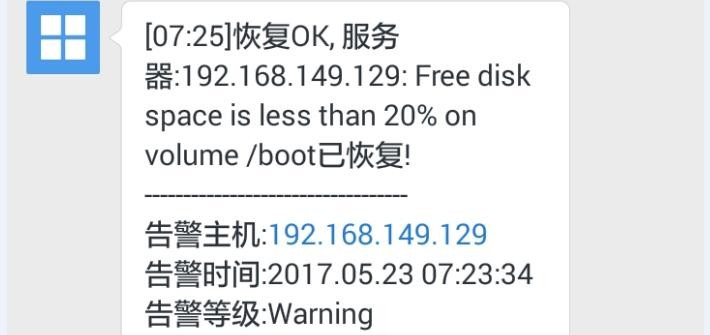 [07:25]恢复OK, 服务
器:192.168.149.129: Free disk
space is less than 20% on
volume /boot已恢复!
----------------------------------
告警主机:192.168.149.129
告警时间:2017.05.23 07:23:34
告警等级:Warning